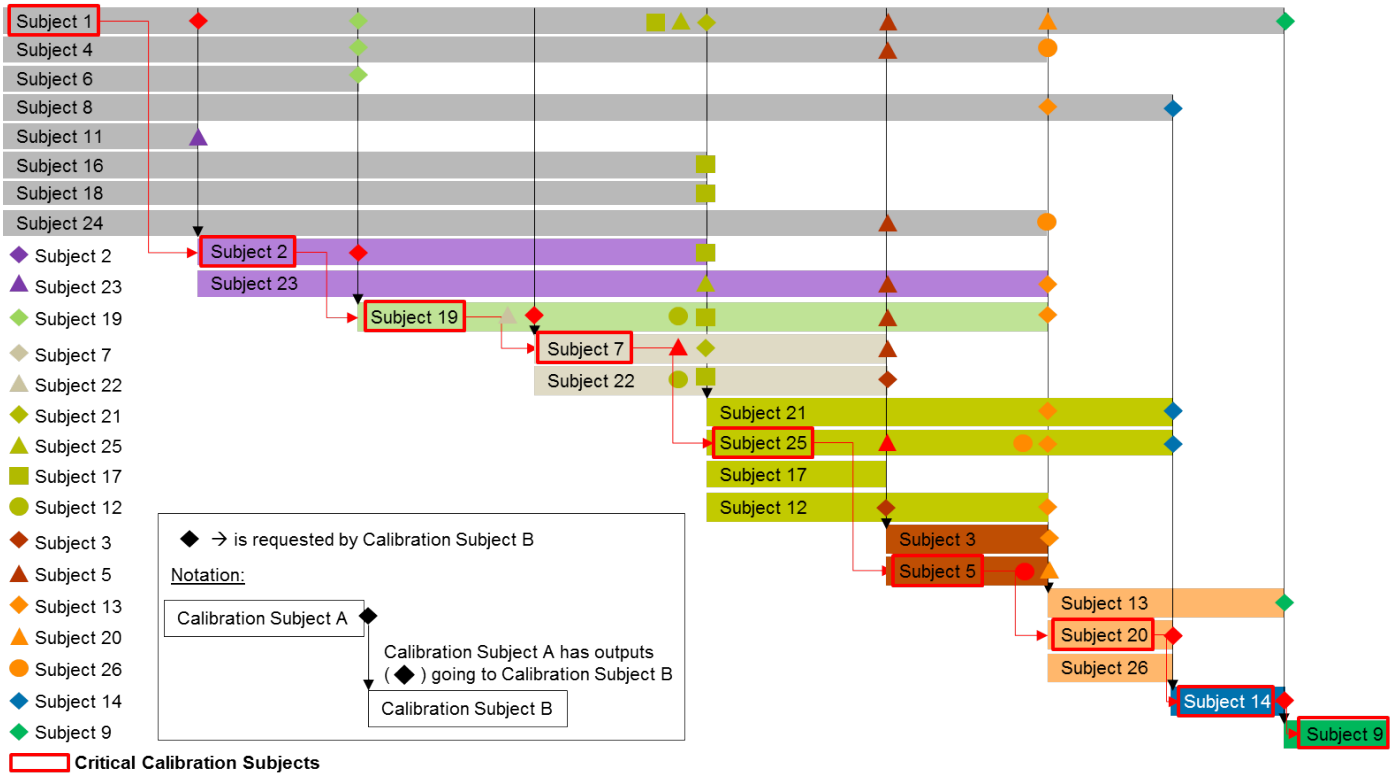 Subject 1
Subject 4
Subject 6
Subject 8
Subject 11
Subject 16
Subject 18
Subject 24
Subject 2
Subject 23
Subject 19
Subject 7
Subject 22
Subject 21
Subject 25
Subject 17
Subject 12
Subject 3
Subject 5
Subject 13
Subject 20
Subject 26
Subject 14
Subject 9
Subject 2
Subject 23
Subject 19
Subject 7
Subject 22
Subject 21
Subject 25
Subject 17
Subject 12
Subject 3
Subject 5
Subject 13
Subject 20
Subject 26
Subject 14
Subject 9
Critical Calibration Subjects
◆ → is requested by Calibration Subject B
Notation:
Calibration Subject A
Calibration Subject A has outputs
( ◆ ) going to Calibration Subject B
Calibration Subject B